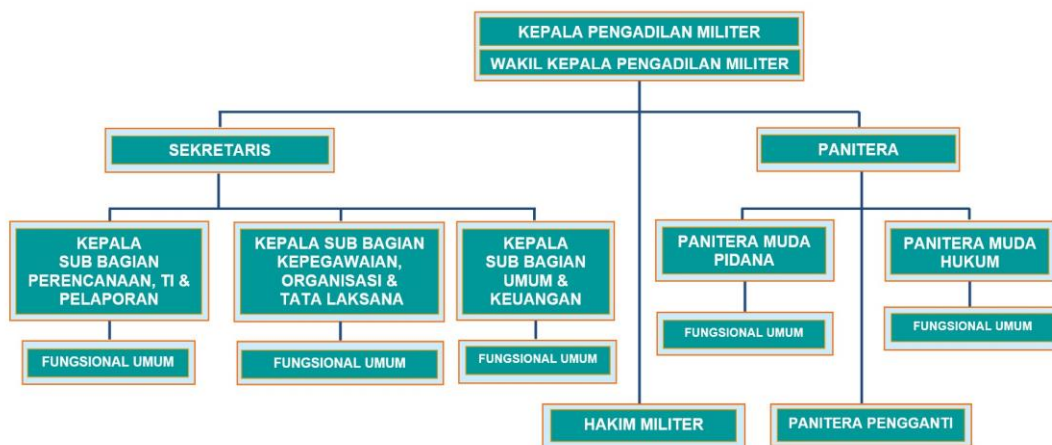 KEPALA PENGADILAN MILITER
WAKIL KEPALA PENGADILAN MILITER
SEKRETARIS
PANITERA
KEPALA
SUB BAGIAN
PERENCANAAN, TI &
PELAPORAN
KEPALA SUB BAGIAN
KEPEGAWAIAN,
ORGANISASI &
TATA LAKSANA
KEPALA
SUB BAGIAN
UMUM &
KEUANGAN
PANITERA MUDA
PIDANA
PANITERA MUDA
HUKUM
FUNGSIONAL UMUM
FUNGSIONAL UMUM
FUNGSIONAL UMUM
FUNGSIONAL UMUM
FUNGSIONAL UMUM
HAKIM MILITER
PANITERA PENGGANTI